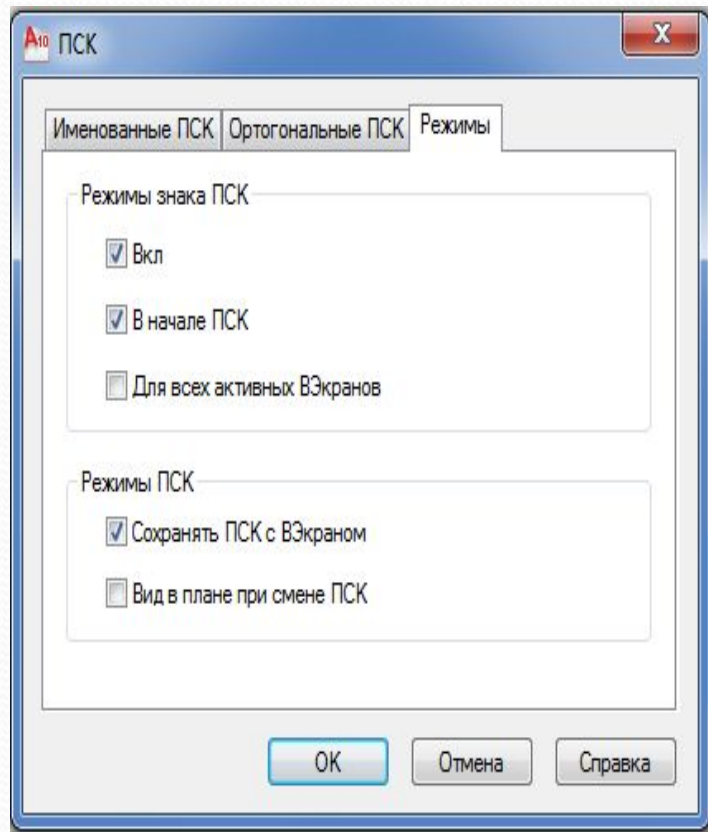 A10 ПСК
X
Именованные ПСК Ортогональные ПСК Режимы
Режимы знака ПСК
Вкл
В начале ПСК
Для всех активных ВЭкранов
Режимы ПСК
Сохранять ПСК с ВЭкраном
Вид в плане при смене ПСК
OK Отмена Справка